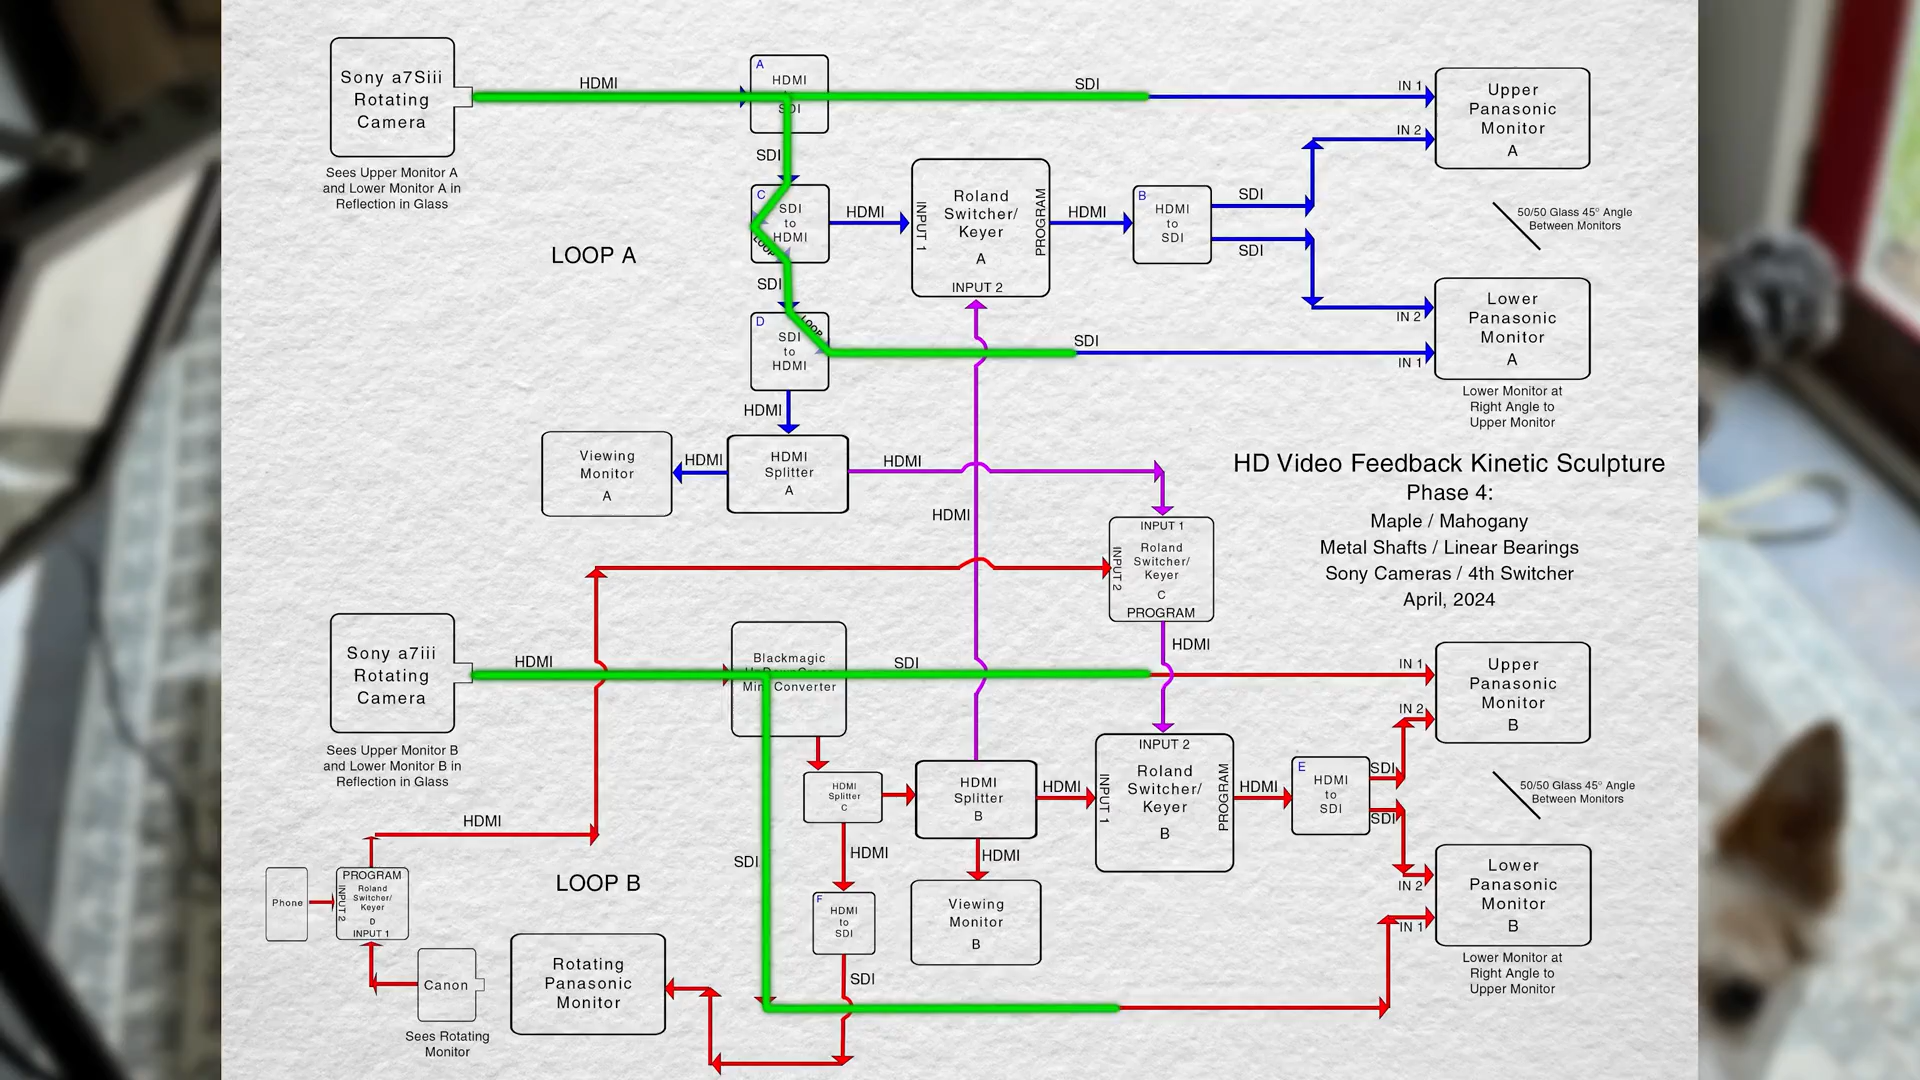 Sony a7Siii
Rotating
Camera
HDMI
A
HDMI
SDI
SDI
IN 1
Upper
Panasonic
Monitor
A
IN 2
Sees Upper Monitor A
and Lower Monitor A in
Reflection in Glass
SDI
C
SDI
to
HDMI
LOOP
HDMI
INPUT 1
Roland
Switcher/
Keyer
A
PROGRAM
INPUT 2
HDMI
B
HDMI
to
SDI
SDI
SDI
50/50 Glass 45° Angle
Between Monitors
LOOP A
SDI
D
SDI
to
HDMI
LOOP
SDI
IN 2
IN 1
Lower
Panasonic
Monitor
A
Lower Monitor at
Right Angle to
Upper Monitor
HDMI
Viewing
Monitor
A
HDMI
HDMI
Splitter
A
HDMI
HDMI
HD Video Feedback Kinetic Sculpture
Phase 4:
Maple / Mahogany
Metal Shafts / Linear Bearings
Sony Cameras / 4th Switcher
April, 2024
INPUT 1
INPUT 2
Roland
Switcher/
Keyer
C
PROGRAM
HDMI
Sony a7iii
Rotating
Camera
HDMI
Blackmagic
Mini Converter
SDI
IN 1
Upper
Panasonic
Monitor
B
IN 2
Sees Upper Monitor B
and Lower Monitor B in
Reflection in Glass
HDMI
Splitter
C
HDMI
Splitter
B
HDMI
INPUT 2
INPUT 1
Roland
Switcher/
Keyer
B
PROGRAM
HDMI
E
HDMI
to
SDI
SDI
SDI
50/50 Glass 45° Angle
Between Monitors
HDMI
SDI
HDMI
HDMI
LOOP B
Phone
PROGRAM
INPUT 2
Roland
Switcher/
Keyer
D
INPUT 1
F
HDMI
to
SDI
Viewing
Monitor
B
IN 2
IN 1
Lower
Panasonic
Monitor
B
Lower Monitor at
Right Angle to
Upper Monitor
Canon
Sees Rotating
Monitor
Rotating
Panasonic
Monitor
SDI